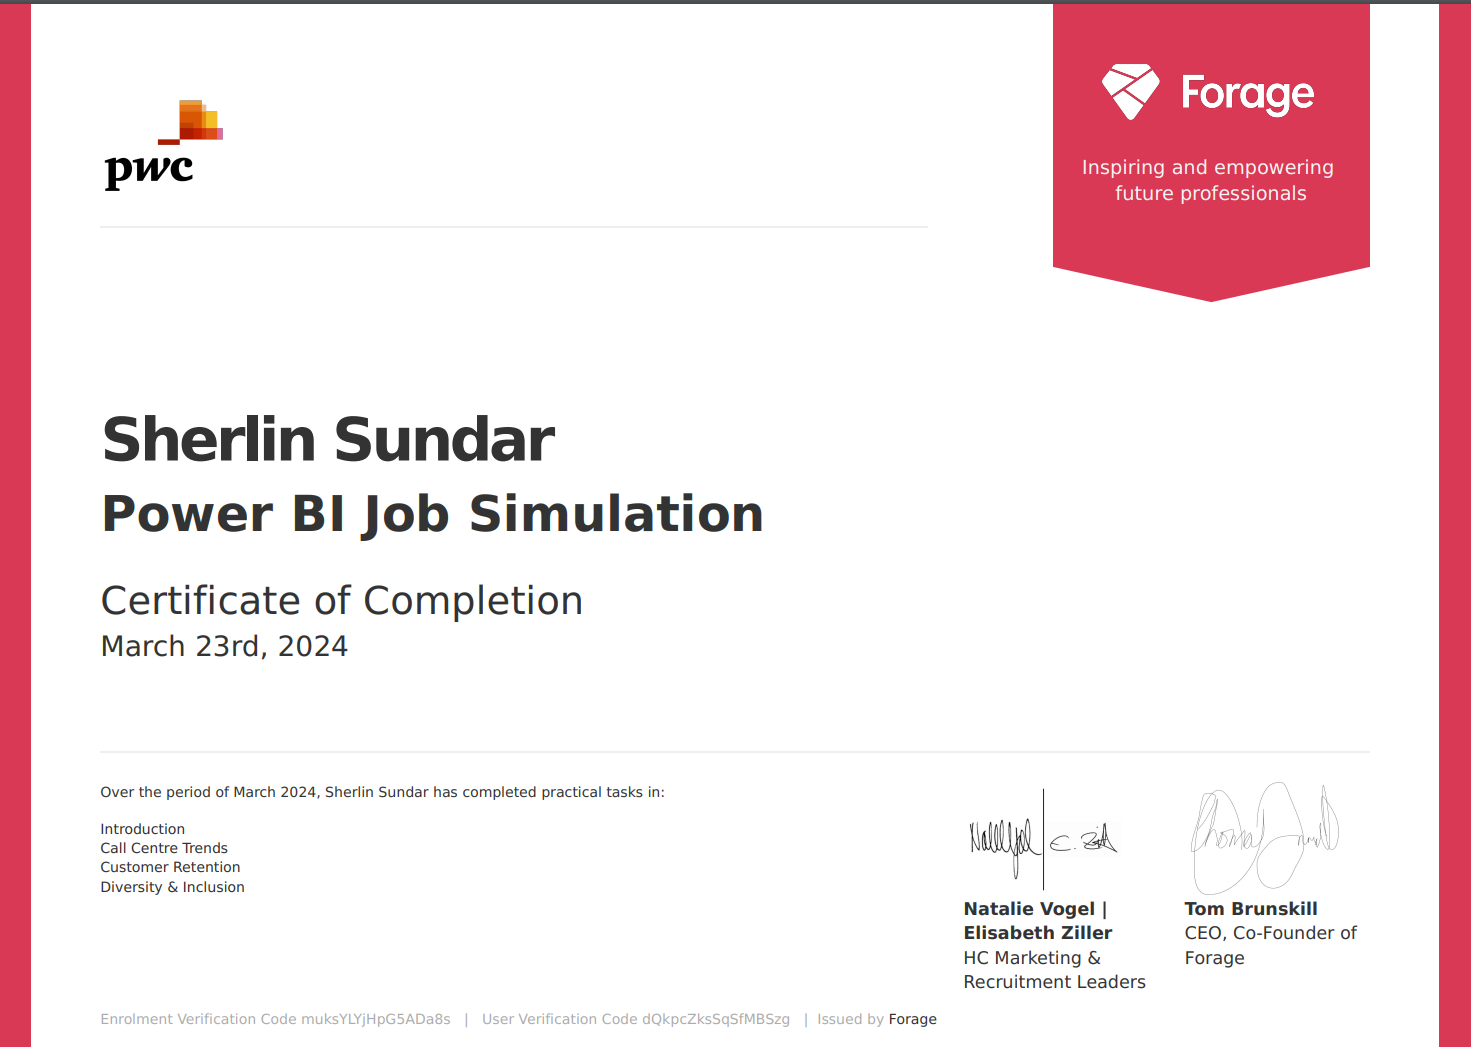 pwc
Forage
Inspiring and empowering
future professionals
Sherlin Sundar
Power BI Job Simulation
Certificate of Completion
March 23rd, 2024
Over the period of March 2024, Sherlin Sundar has completed practical tasks in:
Introduction
Call Centre Trends
Customer Retention
Diversity & Inclusion
Natalie Vogel |
Elisabeth Ziller
HC Marketing &
Recruitment Leaders
Tom Brunskill
CEO, Co-Founder of
Forage
Enrolment Verification Code muksYLYjHpG5ADa8s | User Verification Code dQkpcZksSqSfMBSzg | Issued by Forage